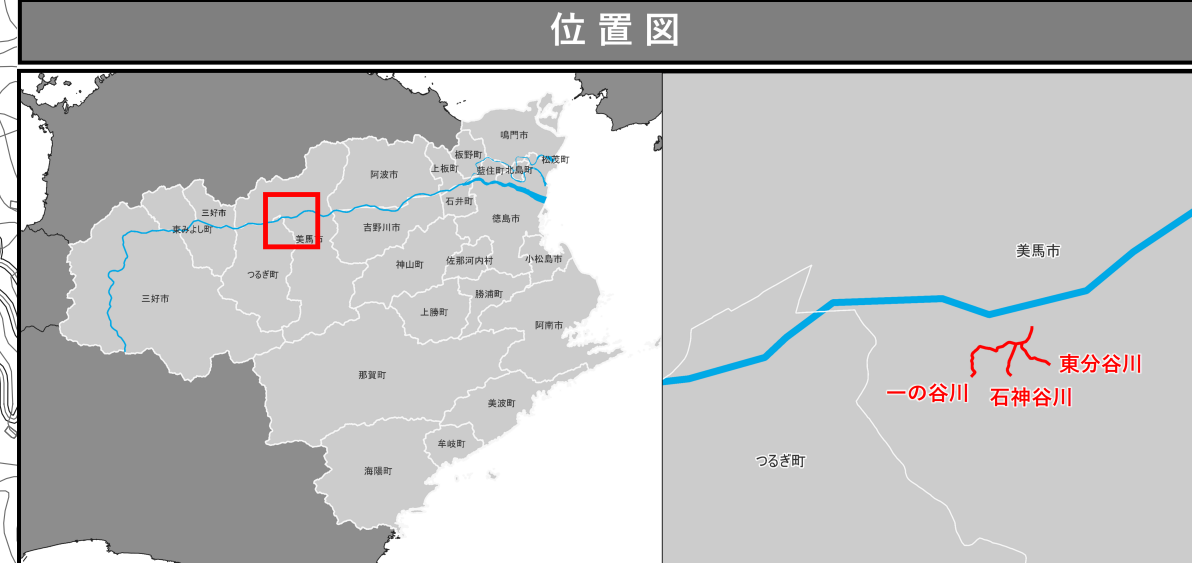 位置図
鳴門市
板野町
松茂町
上板町
藍住町
北島町
阿波市
石井町
三好市
徳島市
東みよし町
吉野川市
美馬市
佐那河内村
小松島市
神山町
つるぎ町
勝浦町
三好市
上勝町
阿南市
那賀町
美波町
牟岐町
海陽町
美馬市
東分谷川
一の谷川
石神谷川
つるぎ町